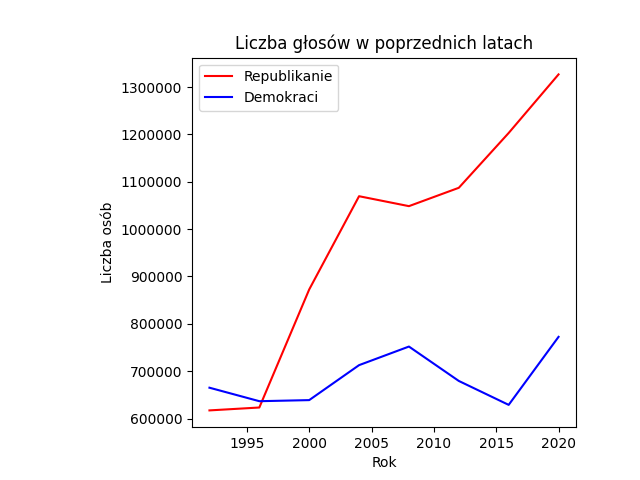 Liczba głosów w poprzednich latach
Republikanie
Demokraci
Liczba osób
1300000
1200000
1100000
1000000
900000
800000
700000
600000
1995
2000
2005
2010
2015
2020
Rok